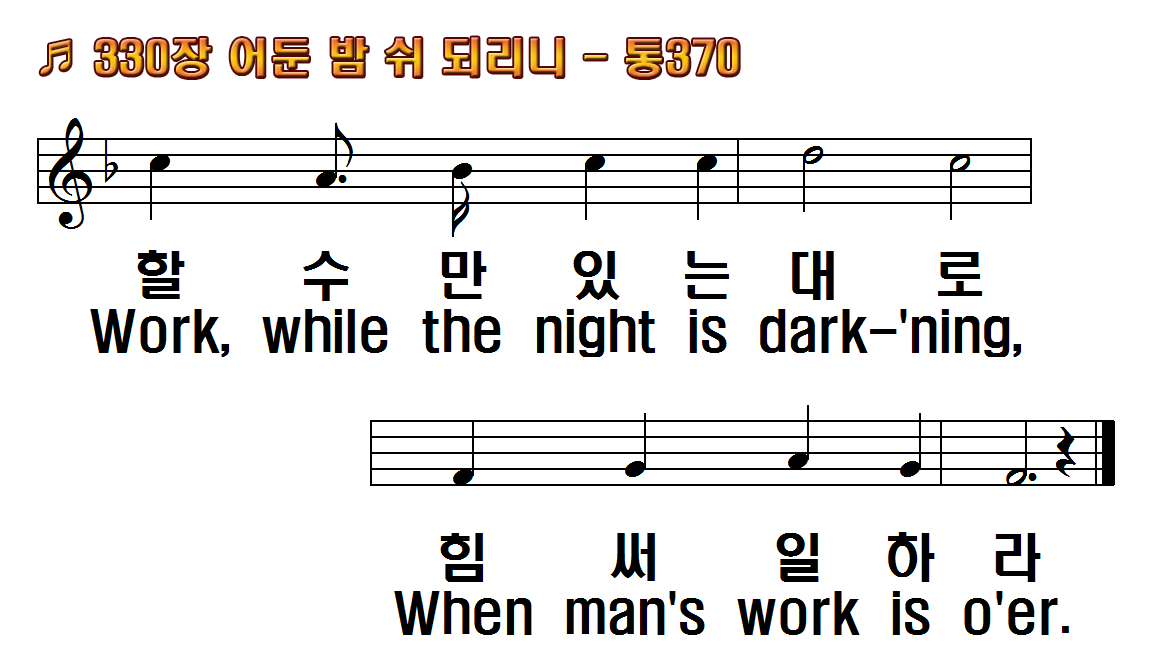 ♬ 330장 어둔 밤 쉬 되리니 - 통370
할 수 만 있 는 대 로
Work, while the night is dark-'ning,
힘 써 일 하 라
When man's work is o'er.